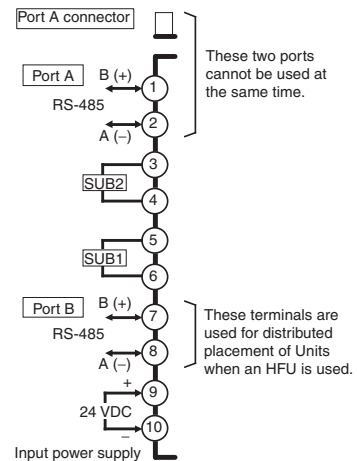 Port A connector
These two ports
cannot be used at
the same time.
Port A
B (+)
1
RS-485
2
A (−)
3
SUB2
4
5
SUB1
6
Port B
B (+)
7
RS-485
8
A (−)
These terminals are
used for distributed
placement of Units
when an HFU is used.
+
9
24 VDC
10
−
Input power supply